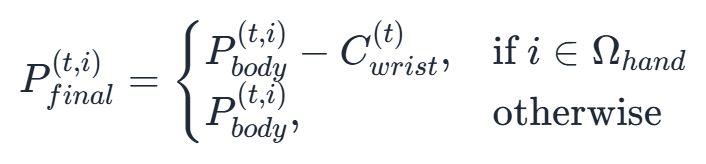 P_{final}^{(t,i)} = \begin{cases} P_{body}^{(t,i)} - C_{wrist}^{(t)}, & \text{if } i \in \Omega_{hand} \\ P_{body}^{(t,i)}, & \text{otherwise} \end{cases}